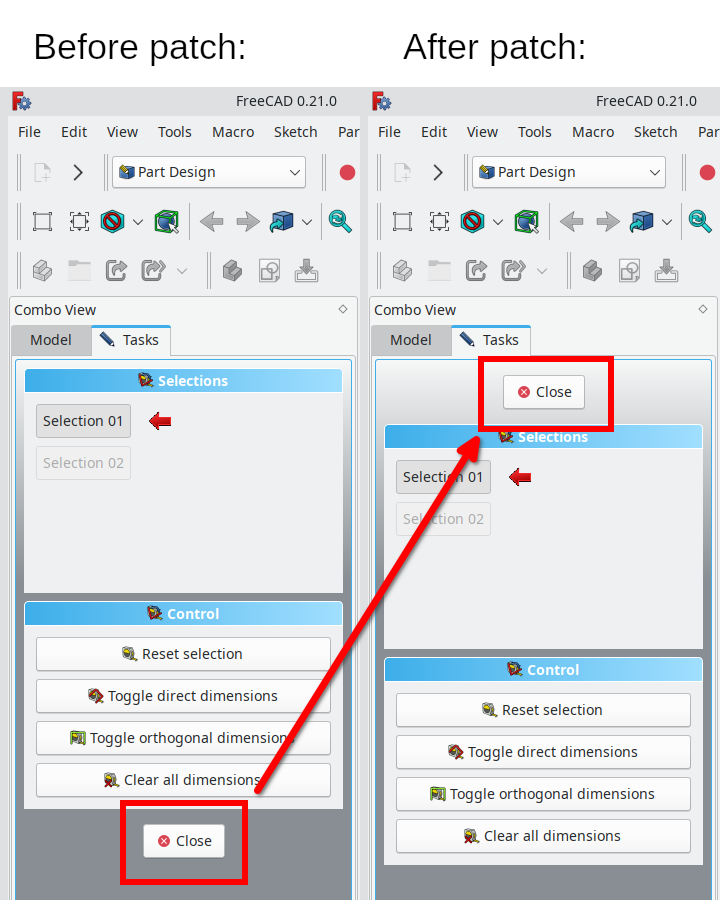 Before patch:
After patch:
FreeCAD 0.21.0
File Edit View Tools Macro Sketch Par
Part Design
Combo View
Model Tasks
Selections
Selection 01
Selection 02
Control
Reset selection
Toggle direct dimensions
Toggle orthogonal dimensions
Clear all dimensions
Close
FreeCAD 0.21.0
File Edit View Tools Macro Sketch Par
Part Design
Combo View
Model Tasks
Close
Selections
Selection 01
Selection 02
Control
Reset selection
Toggle direct dimensions
Toggle orthogonal dimensions
Clear all dimensions